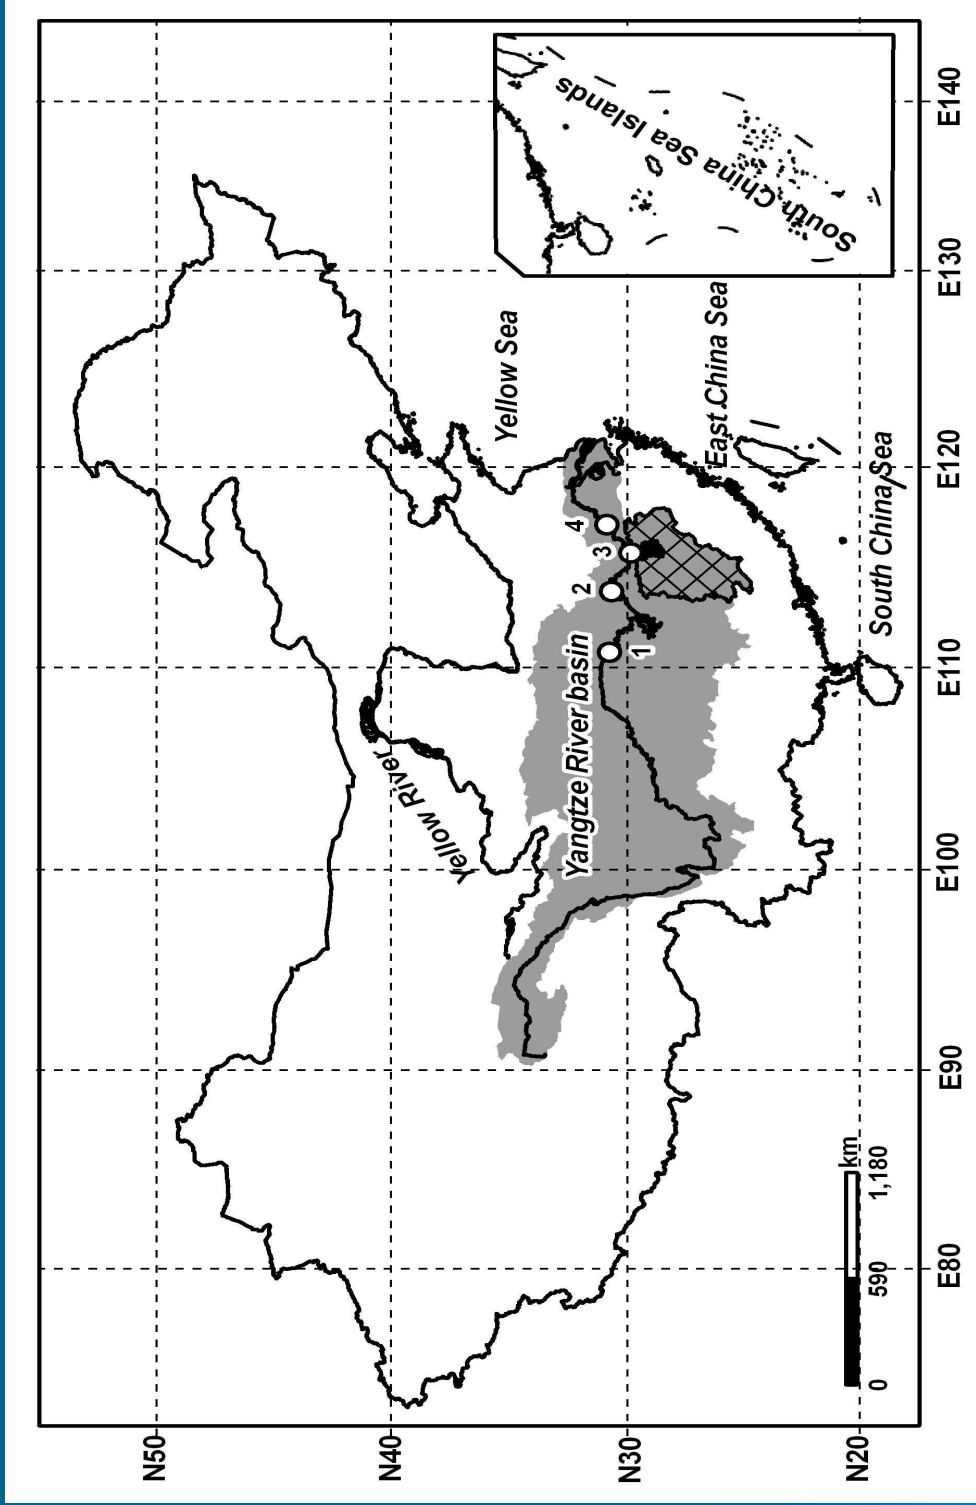 N50
N40
N30
N20
E80
E90
E100
E110
E120
E130
E140
Yellow River
Yangtze River basin
1
2
3
4
Yellow Sea
East China Sea
South China Sea
South China Sea Islands
0 590 1,180 km